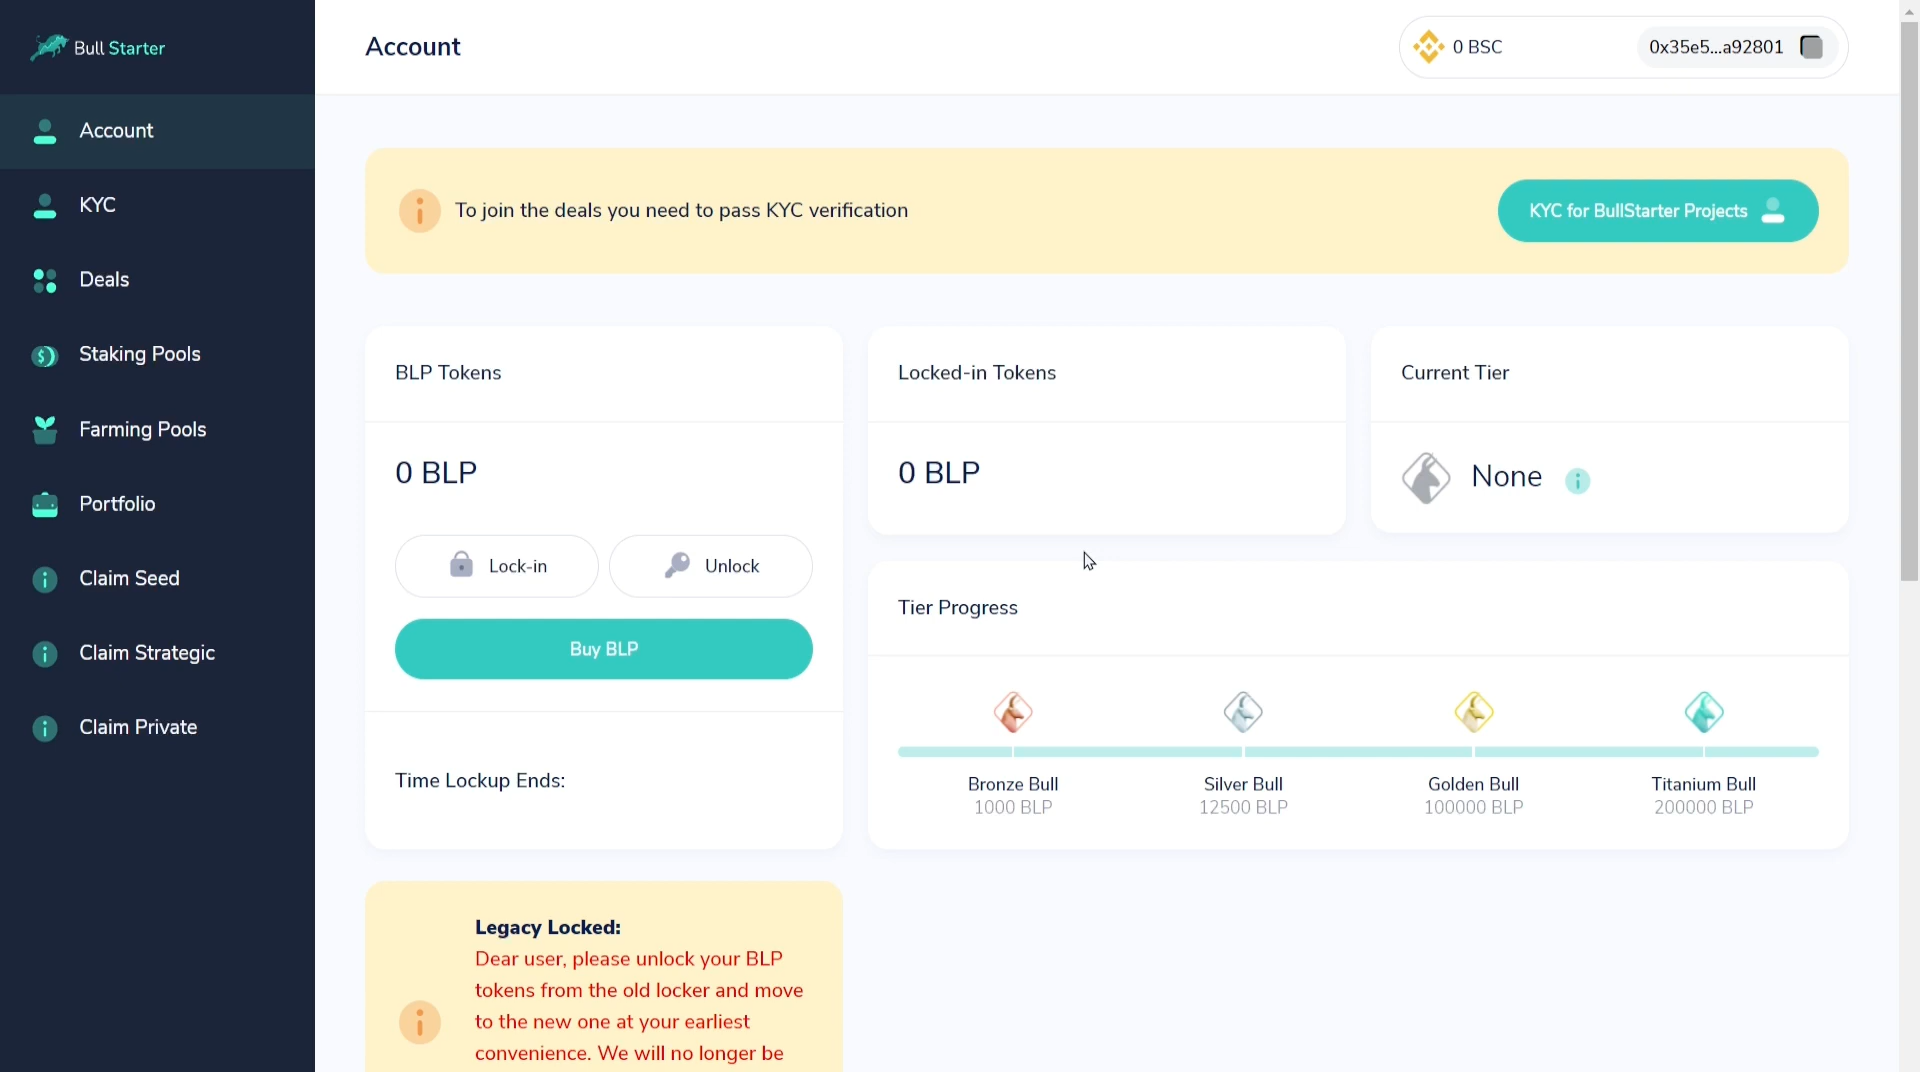 Bull Starter
Account
0 BSC
0x35e5...a92801
Account
KYC
Deals
Staking Pools
Farming Pools
Portfolio
Claim Seed
Claim Strategic
Claim Private
To join the deals you need to pass KYC verification
KYC for BullStarter Projects
BLP Tokens
0 BLP
Lock-in
Unlock
Buy BLP
Time Lockup Ends:
Locked-in Tokens
0 BLP
Current Tier
None
Tier Progress
Bronze Bull
1000 BLP
Silver Bull
12500 BLP
Golden Bull
100000 BLP
Titanium Bull
200000 BLP
Legacy Locked:
Dear user, please unlock your BLP
tokens from the old locker and move
to the new one at your earliest
convenience. We will no longer be